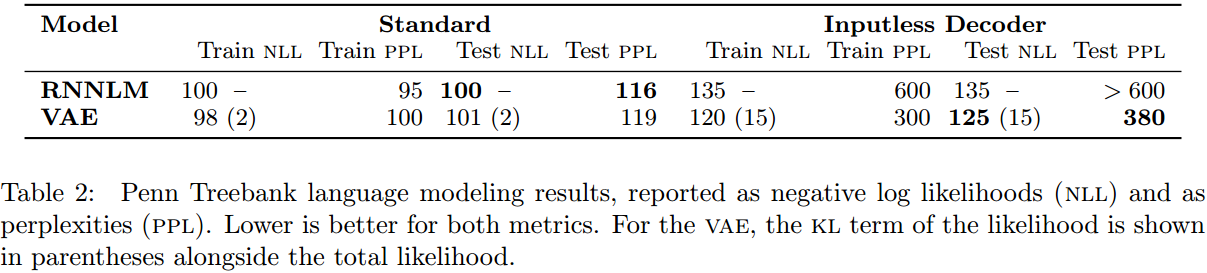 Model Standard Inputless Decoder
Train NLL Train PPL Test NLL Test PPL Train NLL Train PPL Test NLL Test PPL
RNNLM 100 – 95 100 – 116 135 – 600 135 – > 600
VAE 98 (2) 100 101 (2) 119 120 (15) 300 125 (15) 380
Table 2: Penn Treebank language modeling results, reported as negative log likelihoods (NLL) and as
perplexities (PPL). Lower is better for both metrics. For the VAE, the KL term of the likelihood is shown
in parentheses alongside the total likelihood.